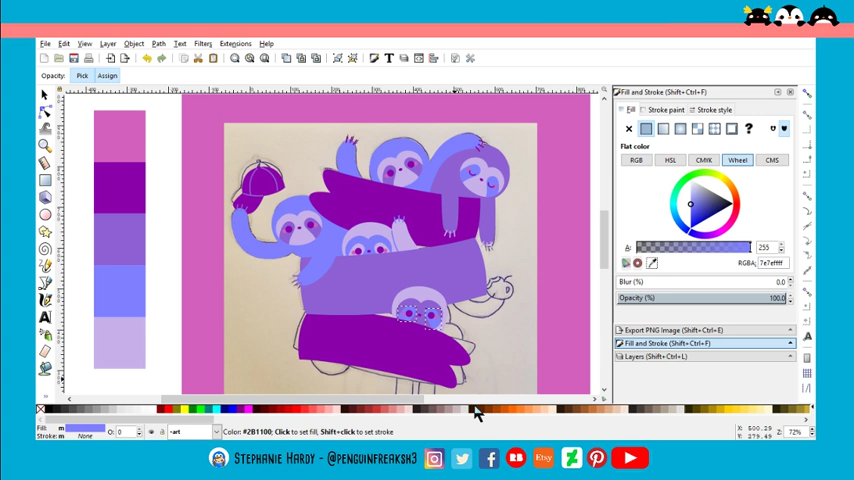 File Edit View Layer Object Path Text Filters Extensions Help
Opacity: Pick Assign
Fill and Stroke (Shift+Ctrl+F)
Fill Stroke paint Stroke style
Flat color
RGB HSL CMYK Wheel CMS
A: 255
RGBA: 7e7effff
Blur (%) 0.0
Opacity (%) 100.0
Export PNG Image (Shift+Ctrl+E)
Fill and Stroke (Shift+Ctrl+F)
Layers (Shift+Ctrl+L)
Fill: m O: 0 art Color: #2B1100; Click to set fill, Shift+click to set stroke X: 500.29 Z: 72%
Stroke: m None Y: 279.49
Stephanie Hardy - @penguinfreaksh3 Etsy